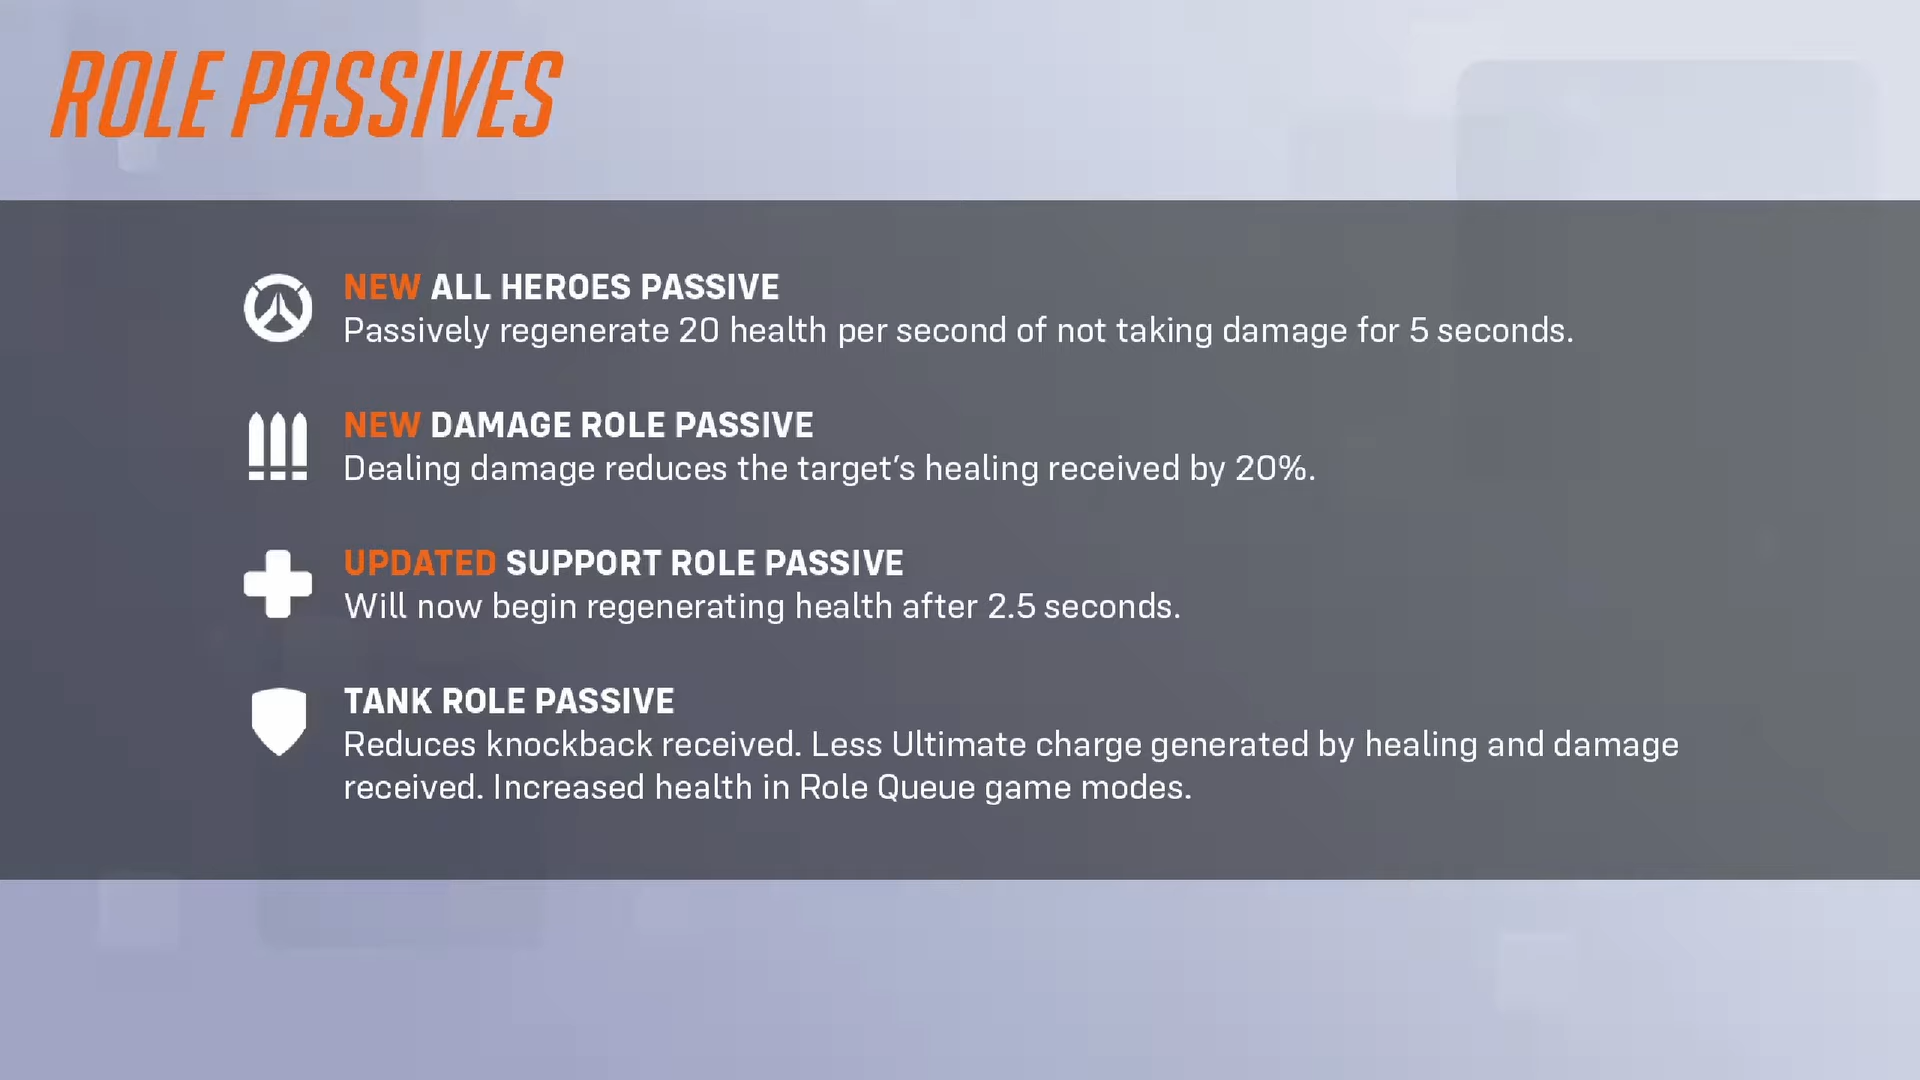 ROLE PASSIVES
NEW ALL HEROES PASSIVE
Passively regenerate 20 health per second of not taking damage for 5 seconds.
NEW DAMAGE ROLE PASSIVE
Dealing damage reduces the target’s healing received by 20%.
UPDATED SUPPORT ROLE PASSIVE
Will now begin regenerating health after 2.5 seconds.
TANK ROLE PASSIVE
Reduces knockback received. Less Ultimate charge generated by healing and damage
received. Increased health in Role Queue game modes.